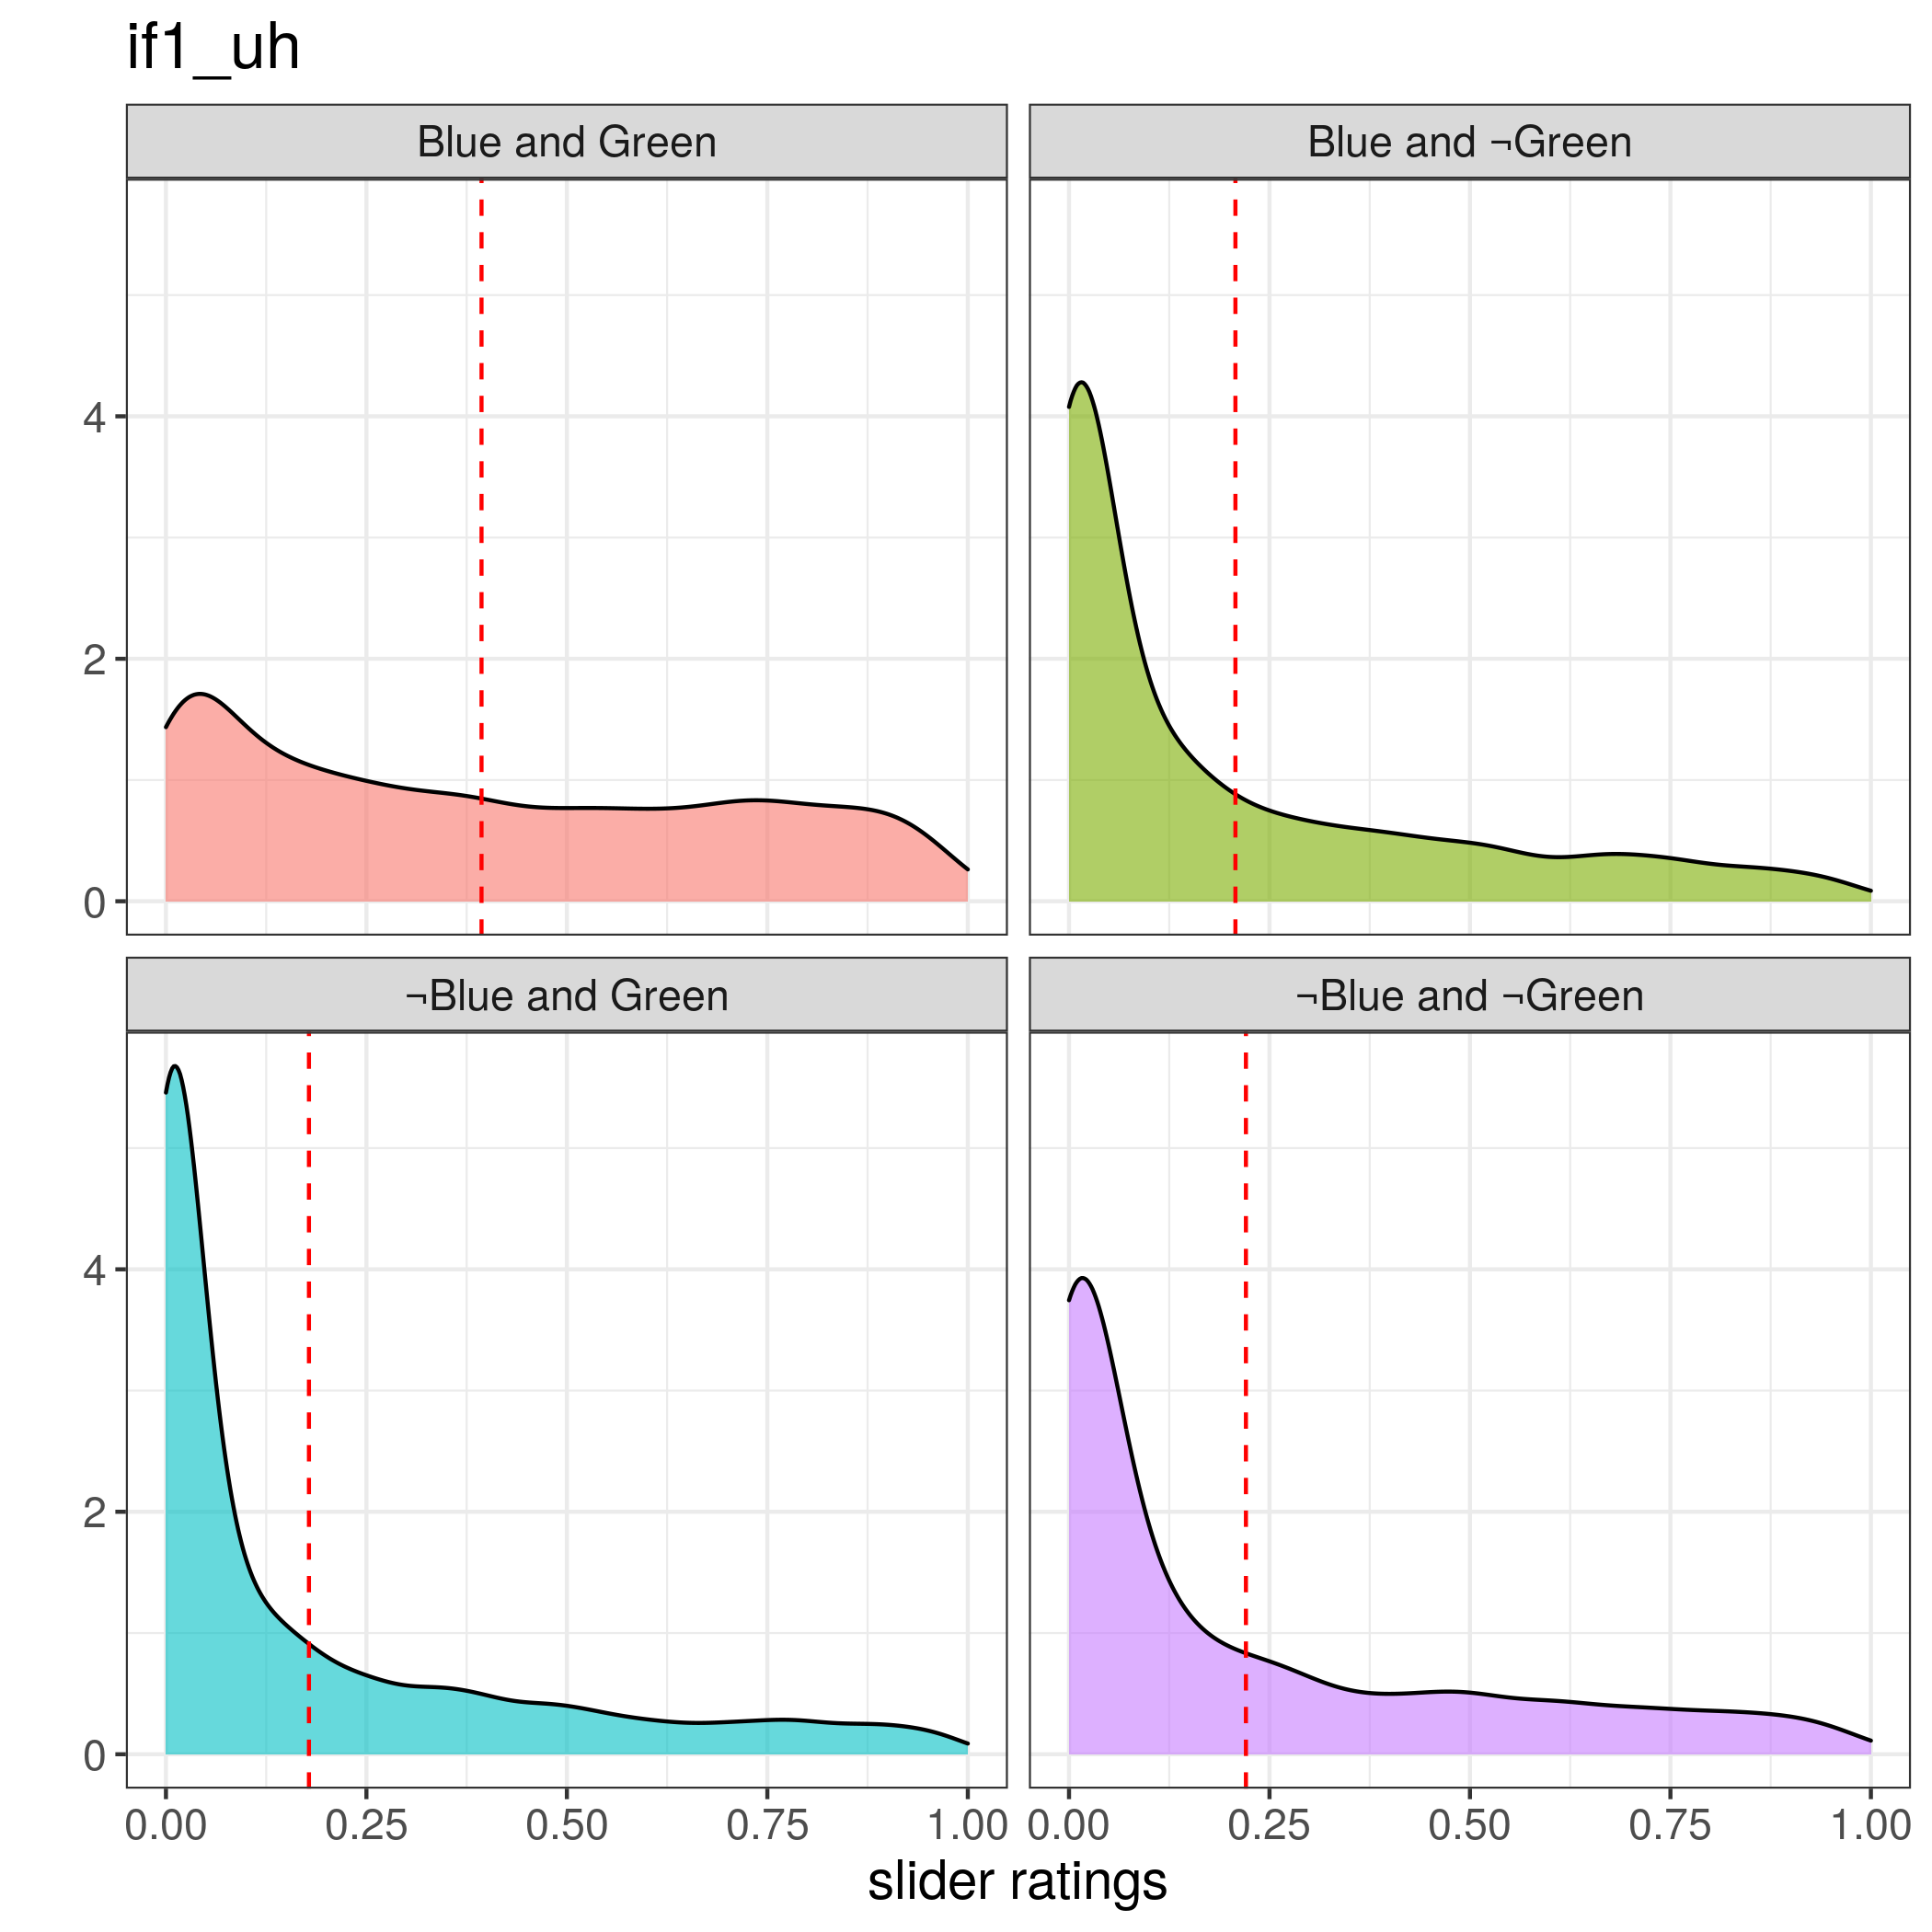 if1_uh
Blue and Green
Blue and ¬Green
4
2
0
¬Blue and Green
¬Blue and ¬Green
4
2
0
0.00 0.25 0.50 0.75 1.00 0.00 0.25 0.50 0.75 1.00
slider ratings